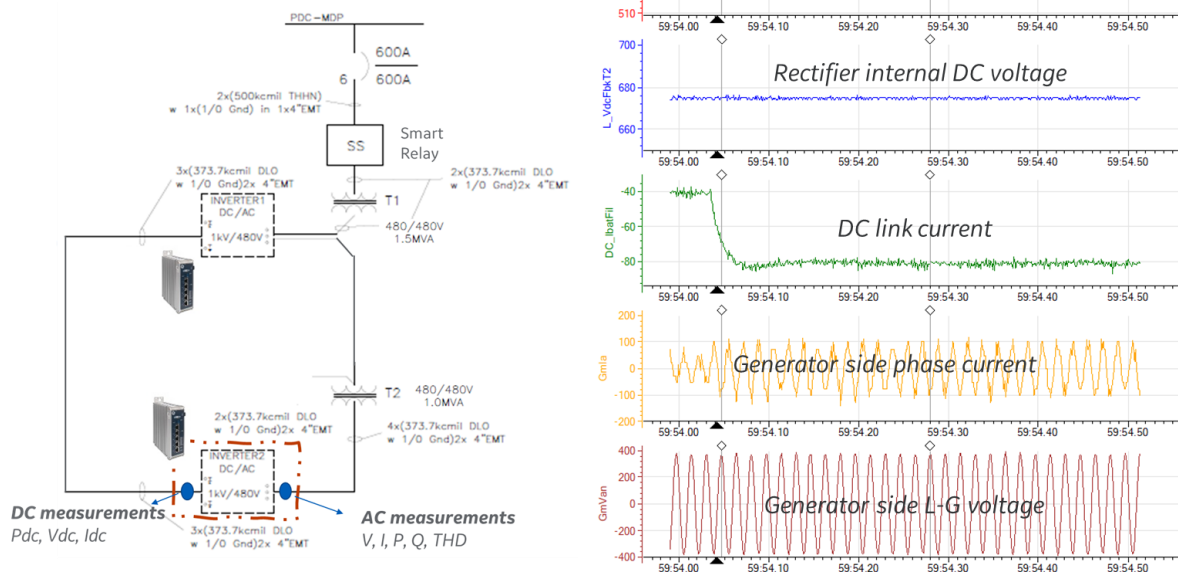 PDC-MDP
600A
6 600A
2x(500kcmil THHN)
w 1x(1/0 Gnd) in 1x4"EMT
SS
Smart
Relay
3x(373.7kcmil DLO
w 1/0 Gnd)2x 4"EMT
2x(373.7kcmil DLO
w 1/0 Gnd)2x 4"EMT
INVERTER1
DC/AC
1kV/480V
T1
480/480V
1.5MVA
T2
480/480V
1.0MVA
2x(373.7kcmil DLO
w 1/0 Gnd)2x 4"EMT
4x(373.7kcmil DLO
w 1/0 Gnd)2x 4"EMT
INVERTER2
DC/AC
1kV/480V
DC measurements
Pdc, Vdc, Idc
3x(373.7kcmil DLO
w 1/0 Gnd)2x 4"EMT
AC measurements
V, I, P, Q, THD
510
59:54.00 59:54.10 59:54.20 59:54.30 59:54.40 59:54.50
700
680
660
L_VdcFbkT2
Rectifier internal DC voltage
59:54.00 59:54.10 59:54.20 59:54.30 59:54.40 59:54.50
-40
-60
-80
DC_IbatFil
DC link current
59:54.00 59:54.10 59:54.20 59:54.30 59:54.40 59:54.50
200
100
0
-100
-200
GmIa
Generator side phase current
59:54.00 59:54.10 59:54.20 59:54.30 59:54.40 59:54.50
400
200
0
-200
-400
GmVan
Generator side L-G voltage
59:54.00 59:54.10 59:54.20 59:54.30 59:54.40 59:54.50